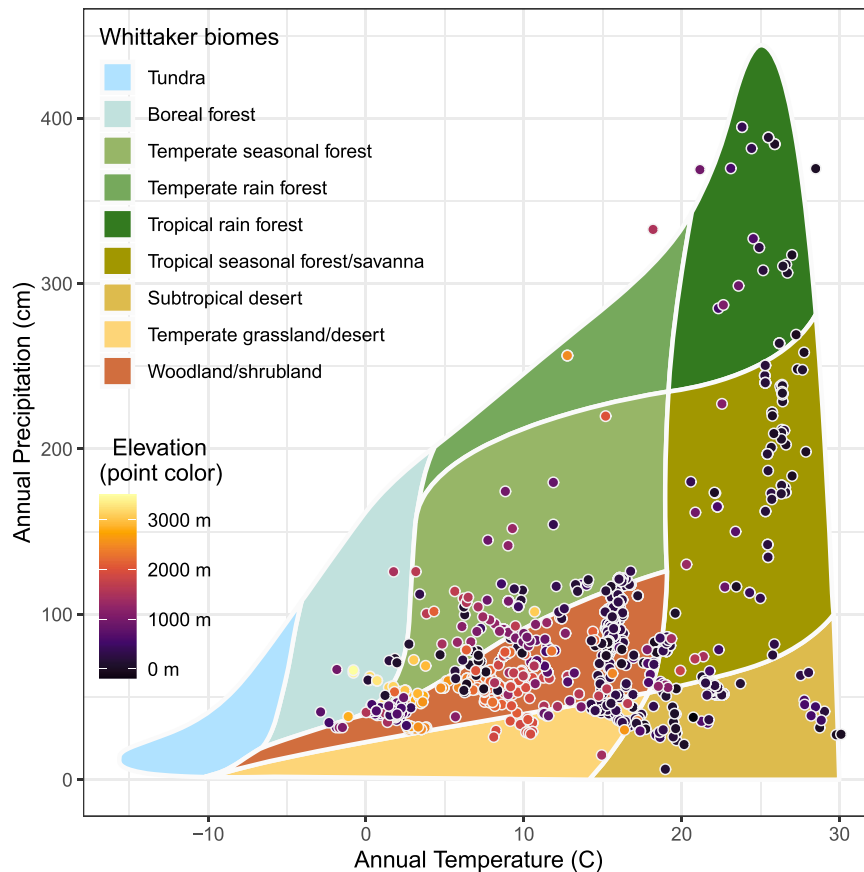 Whittaker biomes
Tundra
Boreal forest
Temperate seasonal forest
Temperate rain forest
Tropical rain forest
Tropical seasonal forest/savanna
Subtropical desert
Temperate grassland/desert
Woodland/shrubland
Elevation
(point color)
3000 m
2000 m
1000 m
0 m
Annual Precipitation (cm)
400
300
200
100
0
−10
0
10
20
30
Annual Temperature (C)